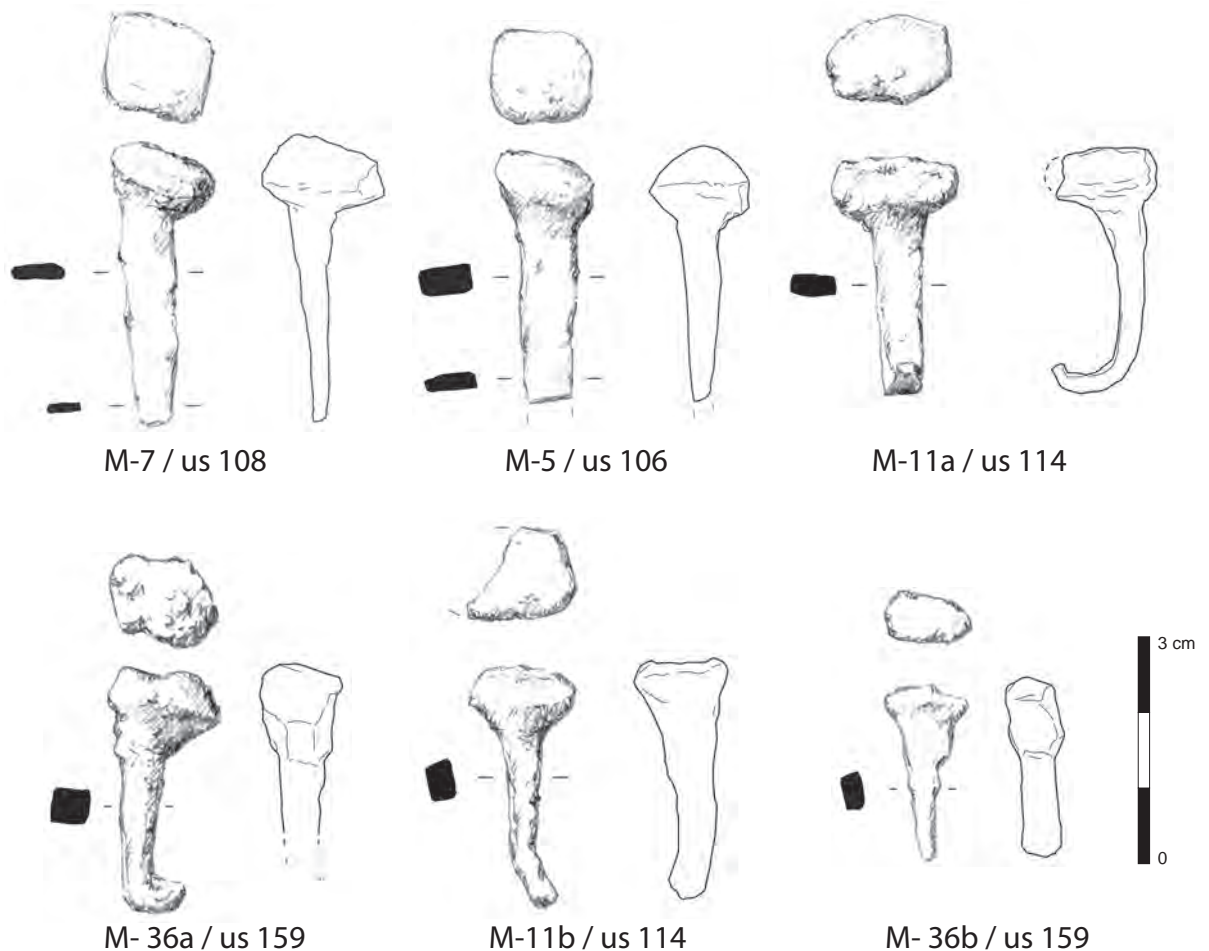 M-7 / us 108
M-5 / us 106
M-11a / us 114
3 cm
0
M- 36a / us 159
M-11b / us 114
M- 36b / us 159